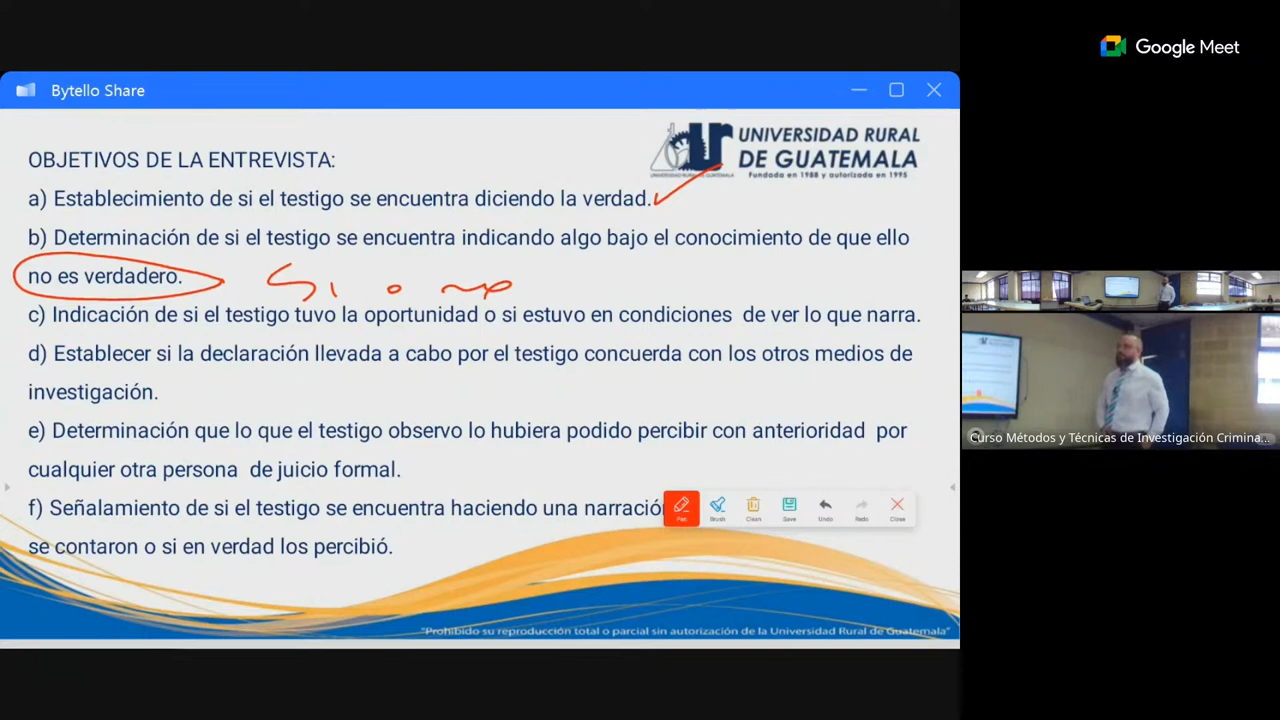 Google Meet
Bytello Share
UNIVERSIDAD RURAL
DE GUATEMALA
Fundada en 1988 y autorizada en 1995
OBJETIVOS DE LA ENTREVISTA:
a) Establecimiento de si el testigo se encuentra diciendo la verdad.
b) Determinación de si el testigo se encuentra indicando algo bajo el conocimiento de que ello
no es verdadero.
Si o no
c) Indicación de si el testigo tuvo la oportunidad o si estuvo en condiciones de ver lo que narra.
d) Establecer si la declaración llevada a cabo por el testigo concuerda con los otros medios de
investigación.
e) Determinación que lo que el testigo observo lo hubiera podido percibir con anterioridad por
cualquier otra persona de juicio formal.
f) Señalamiento de si el testigo se encuentra haciendo una narración
Pen Brush Clean Save Undo Redo Close
se contaron o si en verdad los percibió.
"Prohibido su reproducción total o parcial sin autorización de la Universidad Rural de Guatemala"
Curso Métodos y Técnicas de Investigación Crimina...